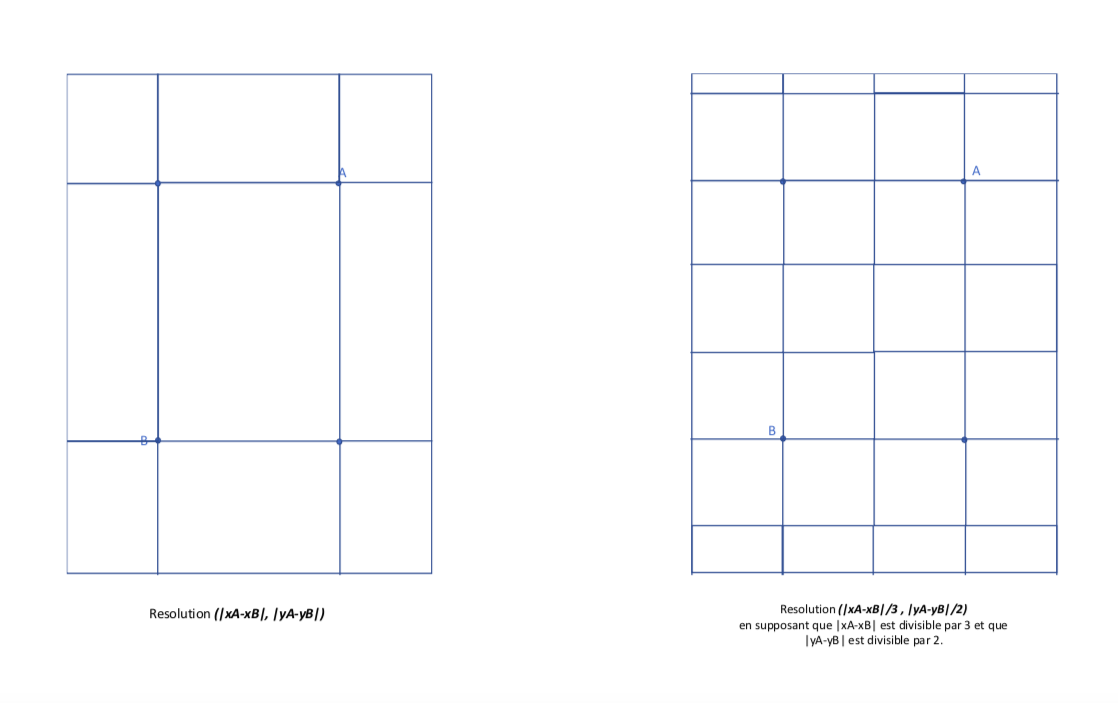 A
B
Resolution (|xA-xB|, |yA-yB|)
A
B
Resolution (|xA-xB|/3 , |yA-yB|/2)
en supposant que |xA-xB| est divisible par 3 et que
|yA-yB| est divisible par 2.